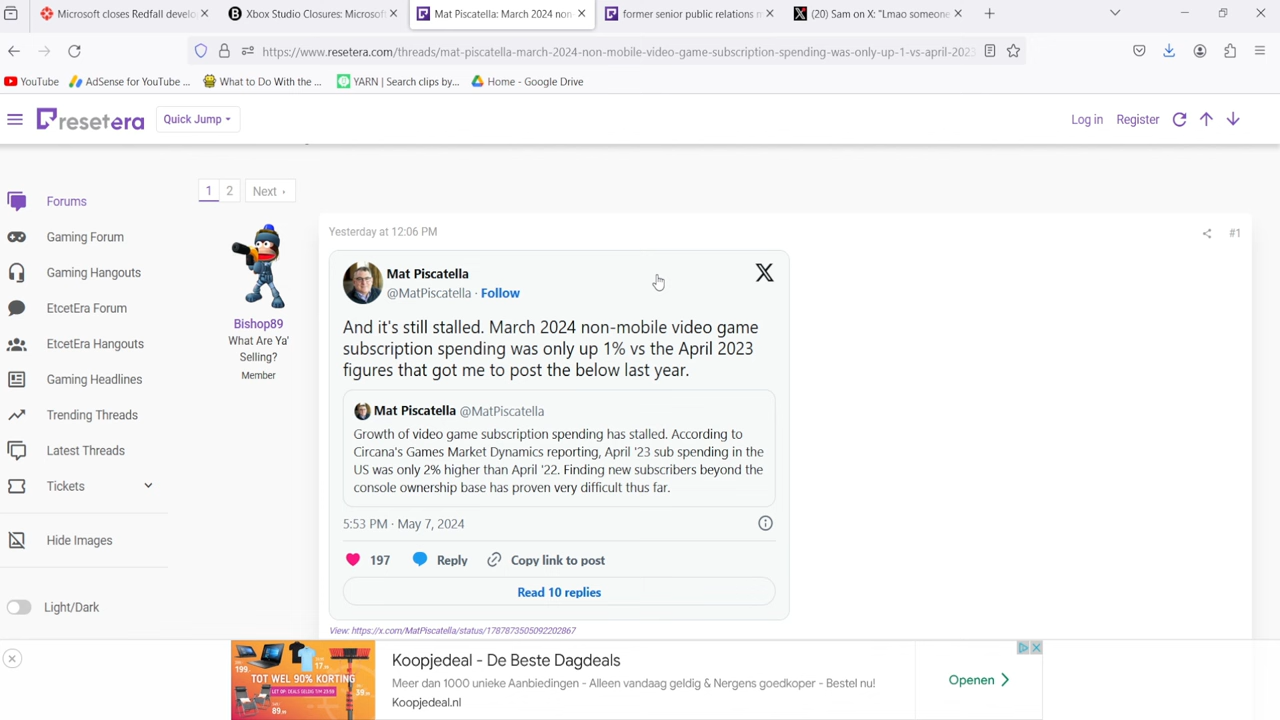 Microsoft closes Redfall develo
Xbox Studio Closures: Microsof
Mat Piscatella: March 2024 non
former senior public relations m
(20) Sam on X: "Lmao someone
https://www.resetera.com/threads/mat-piscatella-march-2024-non-mobile-video-game-subscription-spending-was-only-up-1-vs-april-2023
YouTube
AdSense for YouTube ...
What to Do With the ...
YARN | Search clips by...
Home - Google Drive
resetera
Quick Jump
Log in
Register
1
2
Next
Forums
Gaming Forum
Gaming Hangouts
EtcetEra Forum
EtcetEra Hangouts
Gaming Headlines
Trending Threads
Latest Threads
Tickets
Hide Images
Light/Dark
Bishop89
What Are Ya'
Selling?
Member
Yesterday at 12:06 PM
#1
Mat Piscatella
@MatPiscatella · Follow
And it's still stalled. March 2024 non-mobile video game
subscription spending was only up 1% vs the April 2023
figures that got me to post the below last year.
Mat Piscatella @MatPiscatella
Growth of video game subscription spending has stalled. According to
Circana's Games Market Dynamics reporting, April '23 sub spending in the
US was only 2% higher than April '22. Finding new subscribers beyond the
console ownership base has proven very difficult thus far.
5:53 PM · May 7, 2024
197
Reply
Copy link to post
Read 10 replies
View: https://x.com/MatPiscatella/status/1787873505092202867
TOT WEL 90% KORTING
Koopjedeal - De Beste Dagdeals
Meer dan 1000 unieke Aanbiedingen - Alleen vandaag geldig & Nergens goedkoper - Bestel nu!
Koopjedeal.nl
Openen